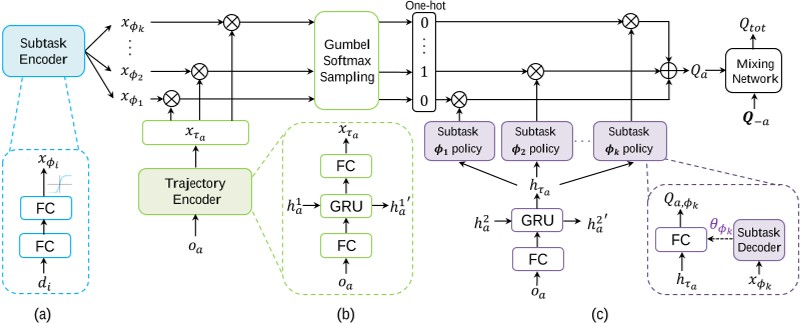 Subtask
Encoder
x_{ϕ_k}
⋮
x_{ϕ_2}
x_{ϕ_1}
x_{τ_a}
Trajectory
Encoder
o_a
Gumbel
Softmax
Sampling
One-hot
0
⋮
1
0
Q_a
Q_{tot}
Mixing
Network
Q_{-a}
x_{ϕ_i}
FC
FC
d_i
(a)
x_{τ_a}
FC
h_a^1
GRU
h_a^{1'}
FC
o_a
(b)
Subtask
ϕ_1 policy
Subtask
ϕ_2 policy
...
Subtask
ϕ_k policy
h_{τ_a}
h_a^2
GRU
h_a^{2'}
FC
o_a
(c)
Q_{a,ϕ_k}
FC
θ_{ϕ_k}
Subtask
Decoder
h_{τ_a}
x_{ϕ_k}